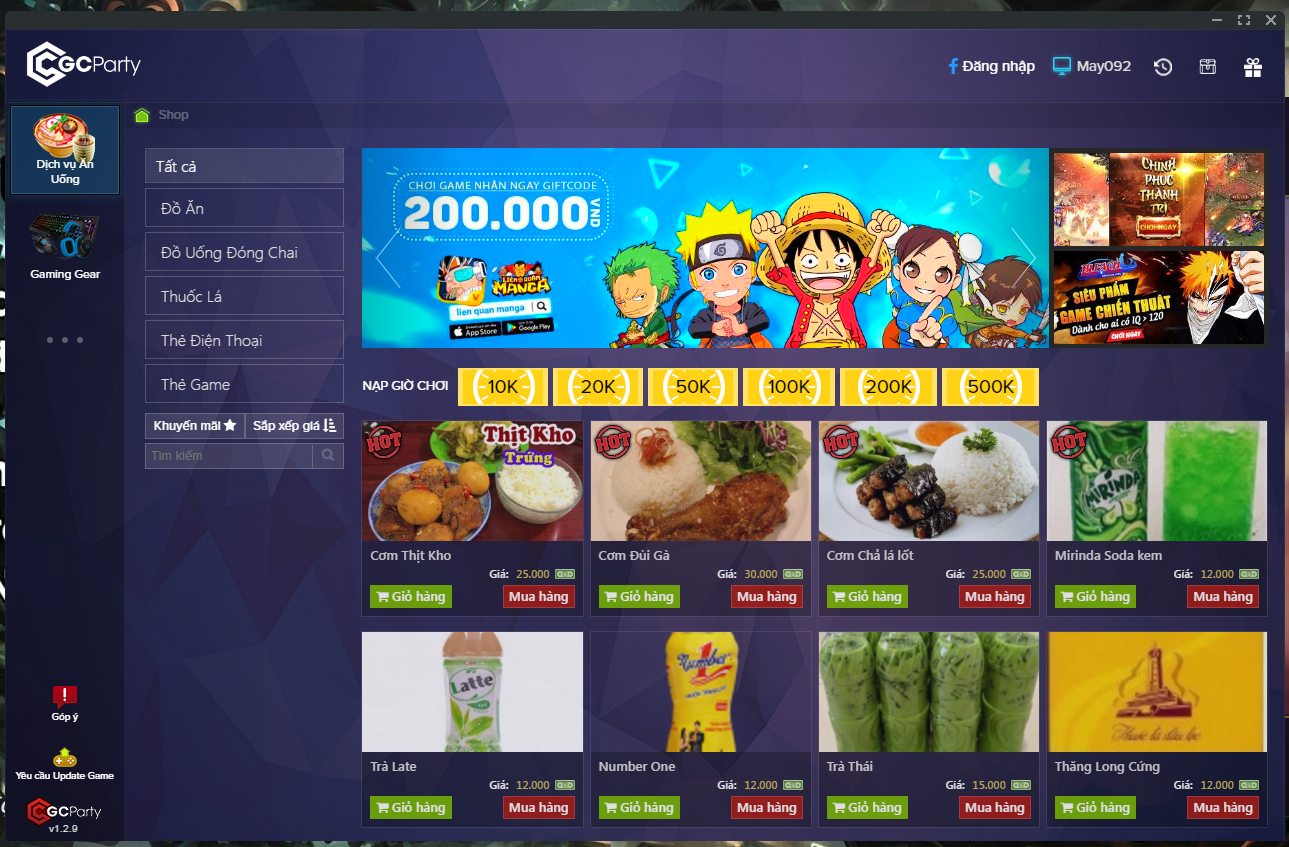 GCParty
Đăng nhập
May092
Dịch vụ Ăn
Uống
Gaming Gear
Shop
Tất cả
Đồ Ăn
Đồ Uống Đóng Chai
Thuốc Lá
Thẻ Điện Thoại
Thẻ Game
Khuyến mãi
Sắp xếp giá
Tìm kiếm
CHƠI GAME NHẬN NGAY GIFTCODE
200.000 VND
LIÊN QUÂN
MANGA
lien quan manga
App Store
Google Play
CHINH
PHỤC
THÀNH
TRÌ
CHƠI NGAY
BLEACH
SIÊU PHẨM
GAME CHIẾN THUẬT
Dành cho ai có IQ > 120
CHƠI NGAY
NẠP GIỜ CHƠI
10K
20K
50K
100K
200K
500K
HOT
Thịt Kho
Trứng
Cơm Thịt Kho
Giá: 25.000
Giỏ hàng
Mua hàng
HOT
Cơm Đùi Gà
Giá: 30.000
Giỏ hàng
Mua hàng
HOT
Cơm Chả lá lốt
Giá: 25.000
Giỏ hàng
Mua hàng
HOT
MIRINDA
Mirinda Soda kem
Giá: 12.000
Giỏ hàng
Mua hàng
Latte
Trà Late
Giá: 12.000
Giỏ hàng
Mua hàng
Number
1
Number One
Giá: 12.000
Giỏ hàng
Mua hàng
Trà Thái
Giá: 15.000
Giỏ hàng
Mua hàng
Thuốc lá đầu lọc
Thăng Long Cứng
Giá: 12.000
Giỏ hàng
Mua hàng
Góp ý
Yêu cầu Update Game
GCParty
v1.2.9